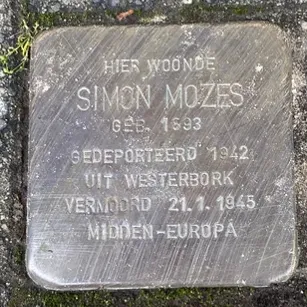 HIER WOONDE
SIMON MOZES
GEB. 1893
GEDEPORTEERD 1942
UIT WESTERBORK
VERMOORD 21.1.1945
MIDDEN-EUROPA